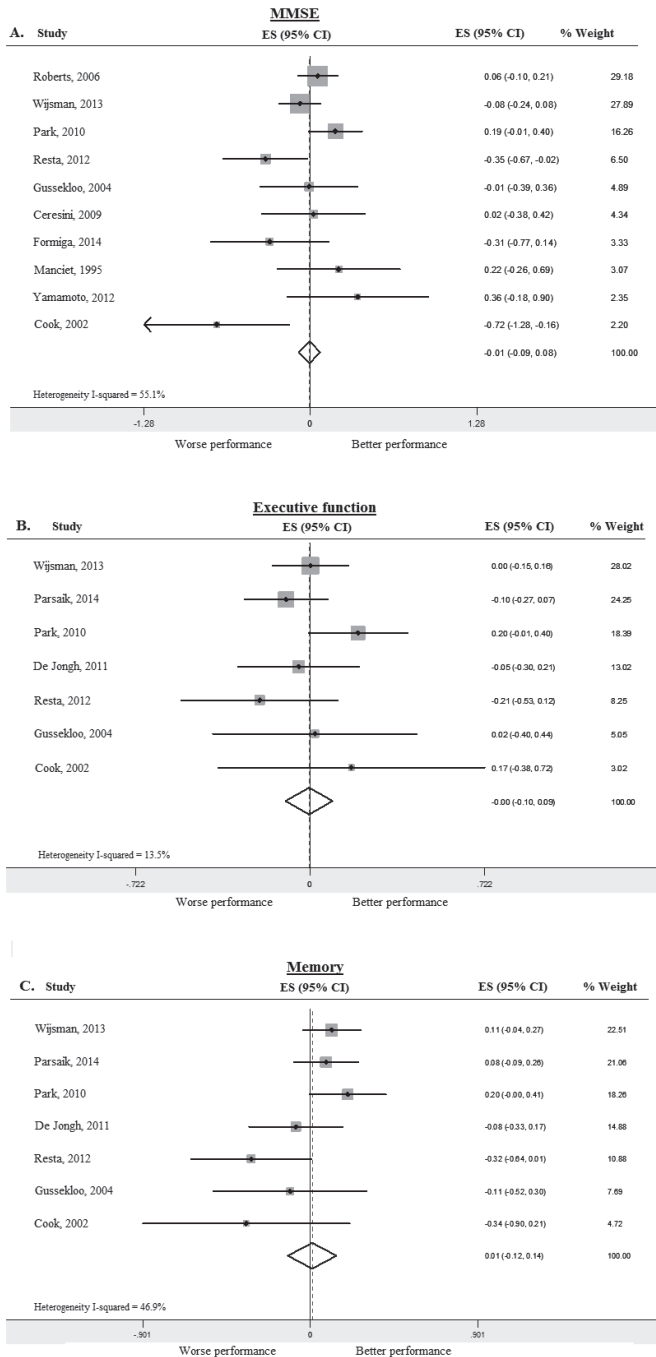 MMSE
A. Study ES (95% CI) ES (95% CI) % Weight
Roberts, 2006 0.06 (-0.10, 0.21) 29.18
Wijsman, 2013 -0.08 (-0.24, 0.08) 27.89
Park, 2010 0.19 (-0.01, 0.40) 16.26
Resta, 2012 -0.35 (-0.67, -0.02) 6.50
Gussekloo, 2004 -0.01 (-0.39, 0.36) 4.89
Ceresini, 2009 0.02 (-0.38, 0.42) 4.34
Formiga, 2014 -0.31 (-0.77, 0.14) 3.33
Manciet, 1995 0.22 (-0.26, 0.69) 3.07
Yamamoto, 2012 0.36 (-0.18, 0.90) 2.35
Cook, 2002 -0.72 (-1.28, -0.16) 2.20
-0.01 (-0.09, 0.08) 100.00
Heterogeneity I-squared = 55.1%
-1.28 0 1.28
Worse performance Better performance
Executive function
B. Study ES (95% CI) ES (95% CI) % Weight
Wijsman, 2013 0.00 (-0.15, 0.16) 28.02
Parsaik, 2014 -0.10 (-0.27, 0.07) 24.25
Park, 2010 0.20 (-0.01, 0.40) 18.39
De Jongh, 2011 -0.05 (-0.30, 0.21) 13.02
Resta, 2012 -0.21 (-0.53, 0.12) 8.25
Gussekloo, 2004 0.02 (-0.40, 0.44) 5.05
Cook, 2002 0.17 (-0.38, 0.72) 3.02
-0.00 (-0.10, 0.09) 100.00
Heterogeneity I-squared = 13.5%
-.722 0 .722
Worse performance Better performance
Memory
C. Study ES (95% CI) ES (95% CI) % Weight
Wijsman, 2013 0.11 (-0.04, 0.27) 22.51
Parsaik, 2014 0.08 (-0.09, 0.26) 21.06
Park, 2010 0.20 (-0.00, 0.41) 18.26
De Jongh, 2011 -0.08 (-0.33, 0.17) 14.88
Resta, 2012 -0.32 (-0.64, 0.01) 10.88
Gussekloo, 2004 -0.11 (-0.52, 0.30) 7.69
Cook, 2002 -0.34 (-0.90, 0.21) 4.72
0.01 (-0.12, 0.14) 100.00
Heterogeneity I-squared = 46.9%
-.901 0 .901
Worse performance Better performance